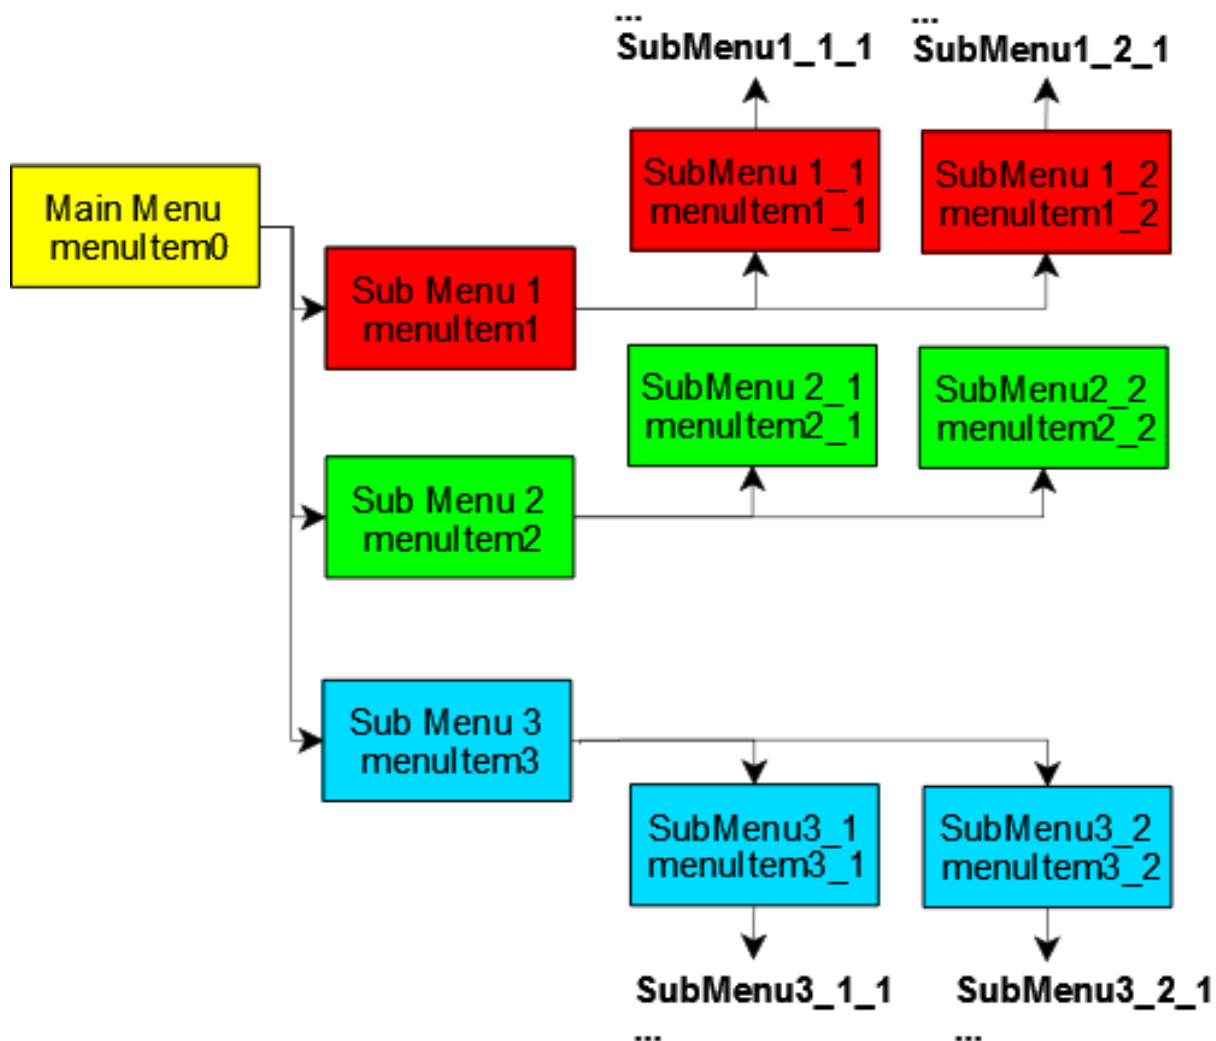 ...
SubMenu1_1_1
...
SubMenu1_2_1
Main Menu
menuItem0
SubMenu 1_1
menuItem1_1
SubMenu 1_2
menuItem1_2
Sub Menu 1
menuItem1
SubMenu 2_1
menuItem2_1
SubMenu2_2
menuItem2_2
Sub Menu 2
menuItem2
Sub Menu 3
menuItem3
SubMenu3_1
menuItem3_1
SubMenu3_2
menuItem3_2
SubMenu3_1_1
...
SubMenu3_2_1
...